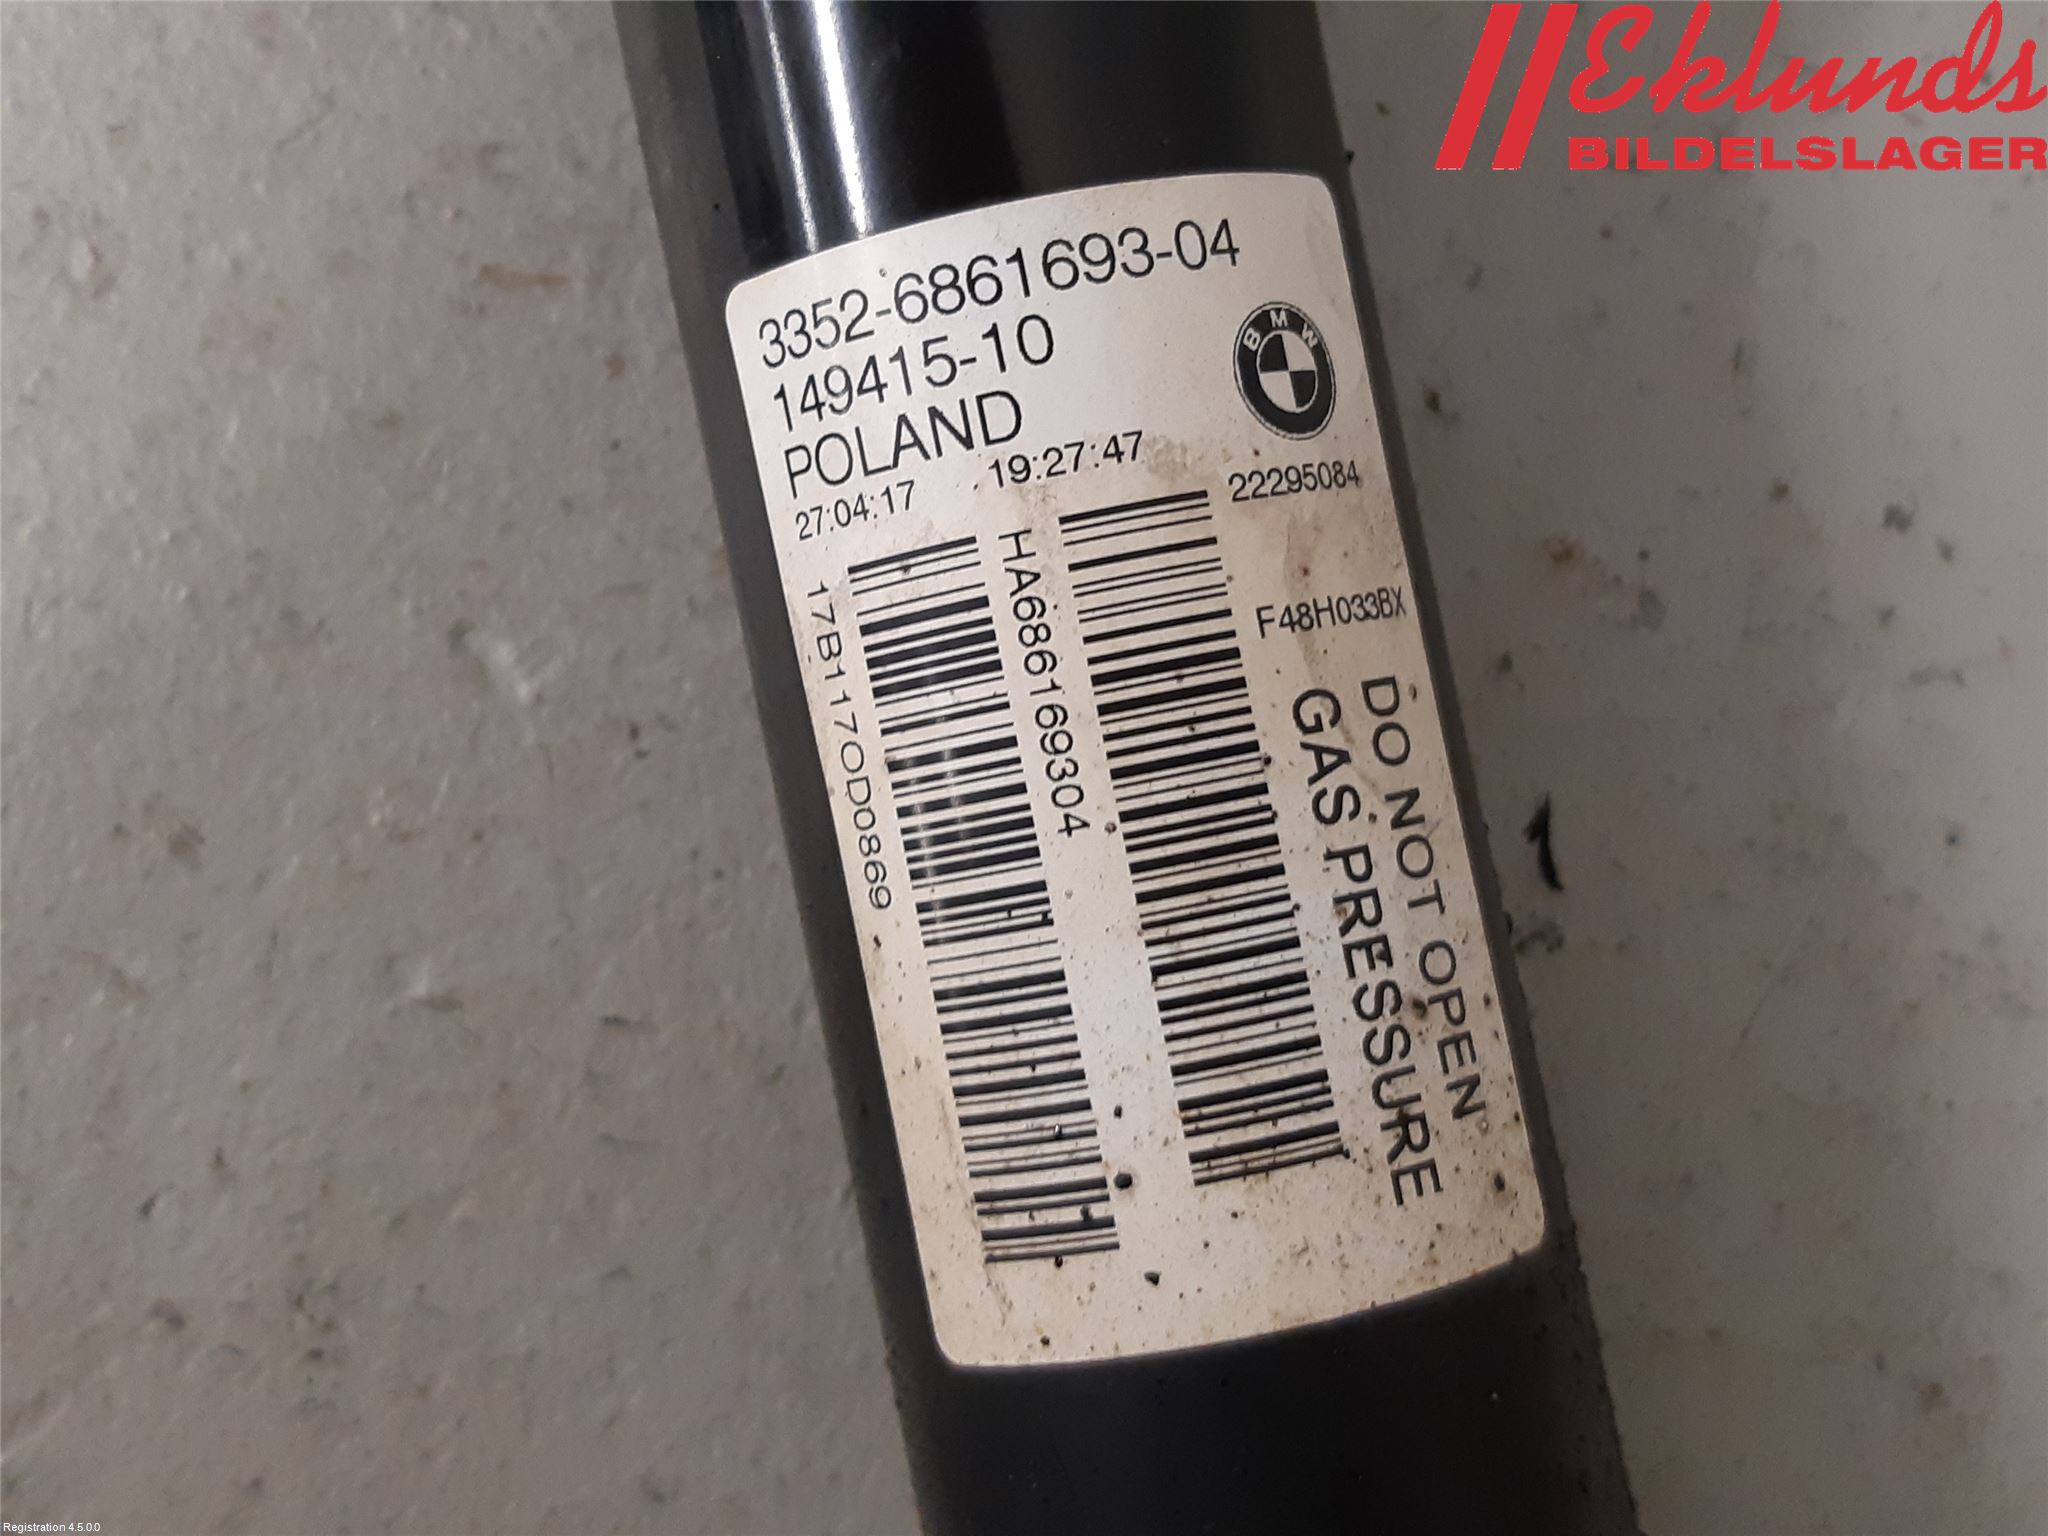 Eklunds
BILDELSLAGER
3352-6861693-04
149415-10
POLAND
BMW
27:04:17 19:27:47 22295084
F48H033BX
17B1170D0869
HA686169304
DO NOT OPEN
GAS PRESSURE
Registration 4.5.0.0